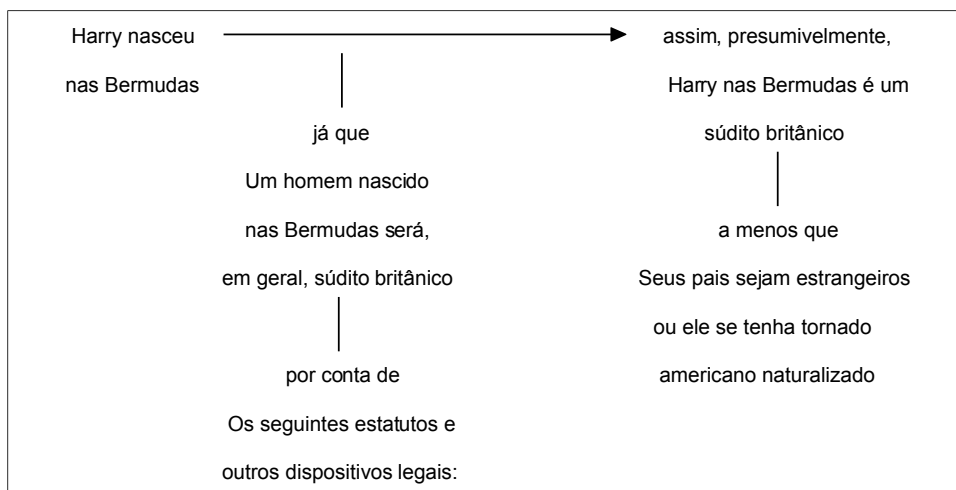 Harry nasceu
nas Bermudas
já que
Um homem nascido
nas Bermudas será,
em geral, súdito britânico
por conta de
Os seguintes estatutos e
outros dispositivos legais:
assim, presumivelmente,
Harry nas Bermudas é um
súdito britânico
a menos que
Seus pais sejam estrangeiros
ou ele se tenha tornado
americano naturalizado